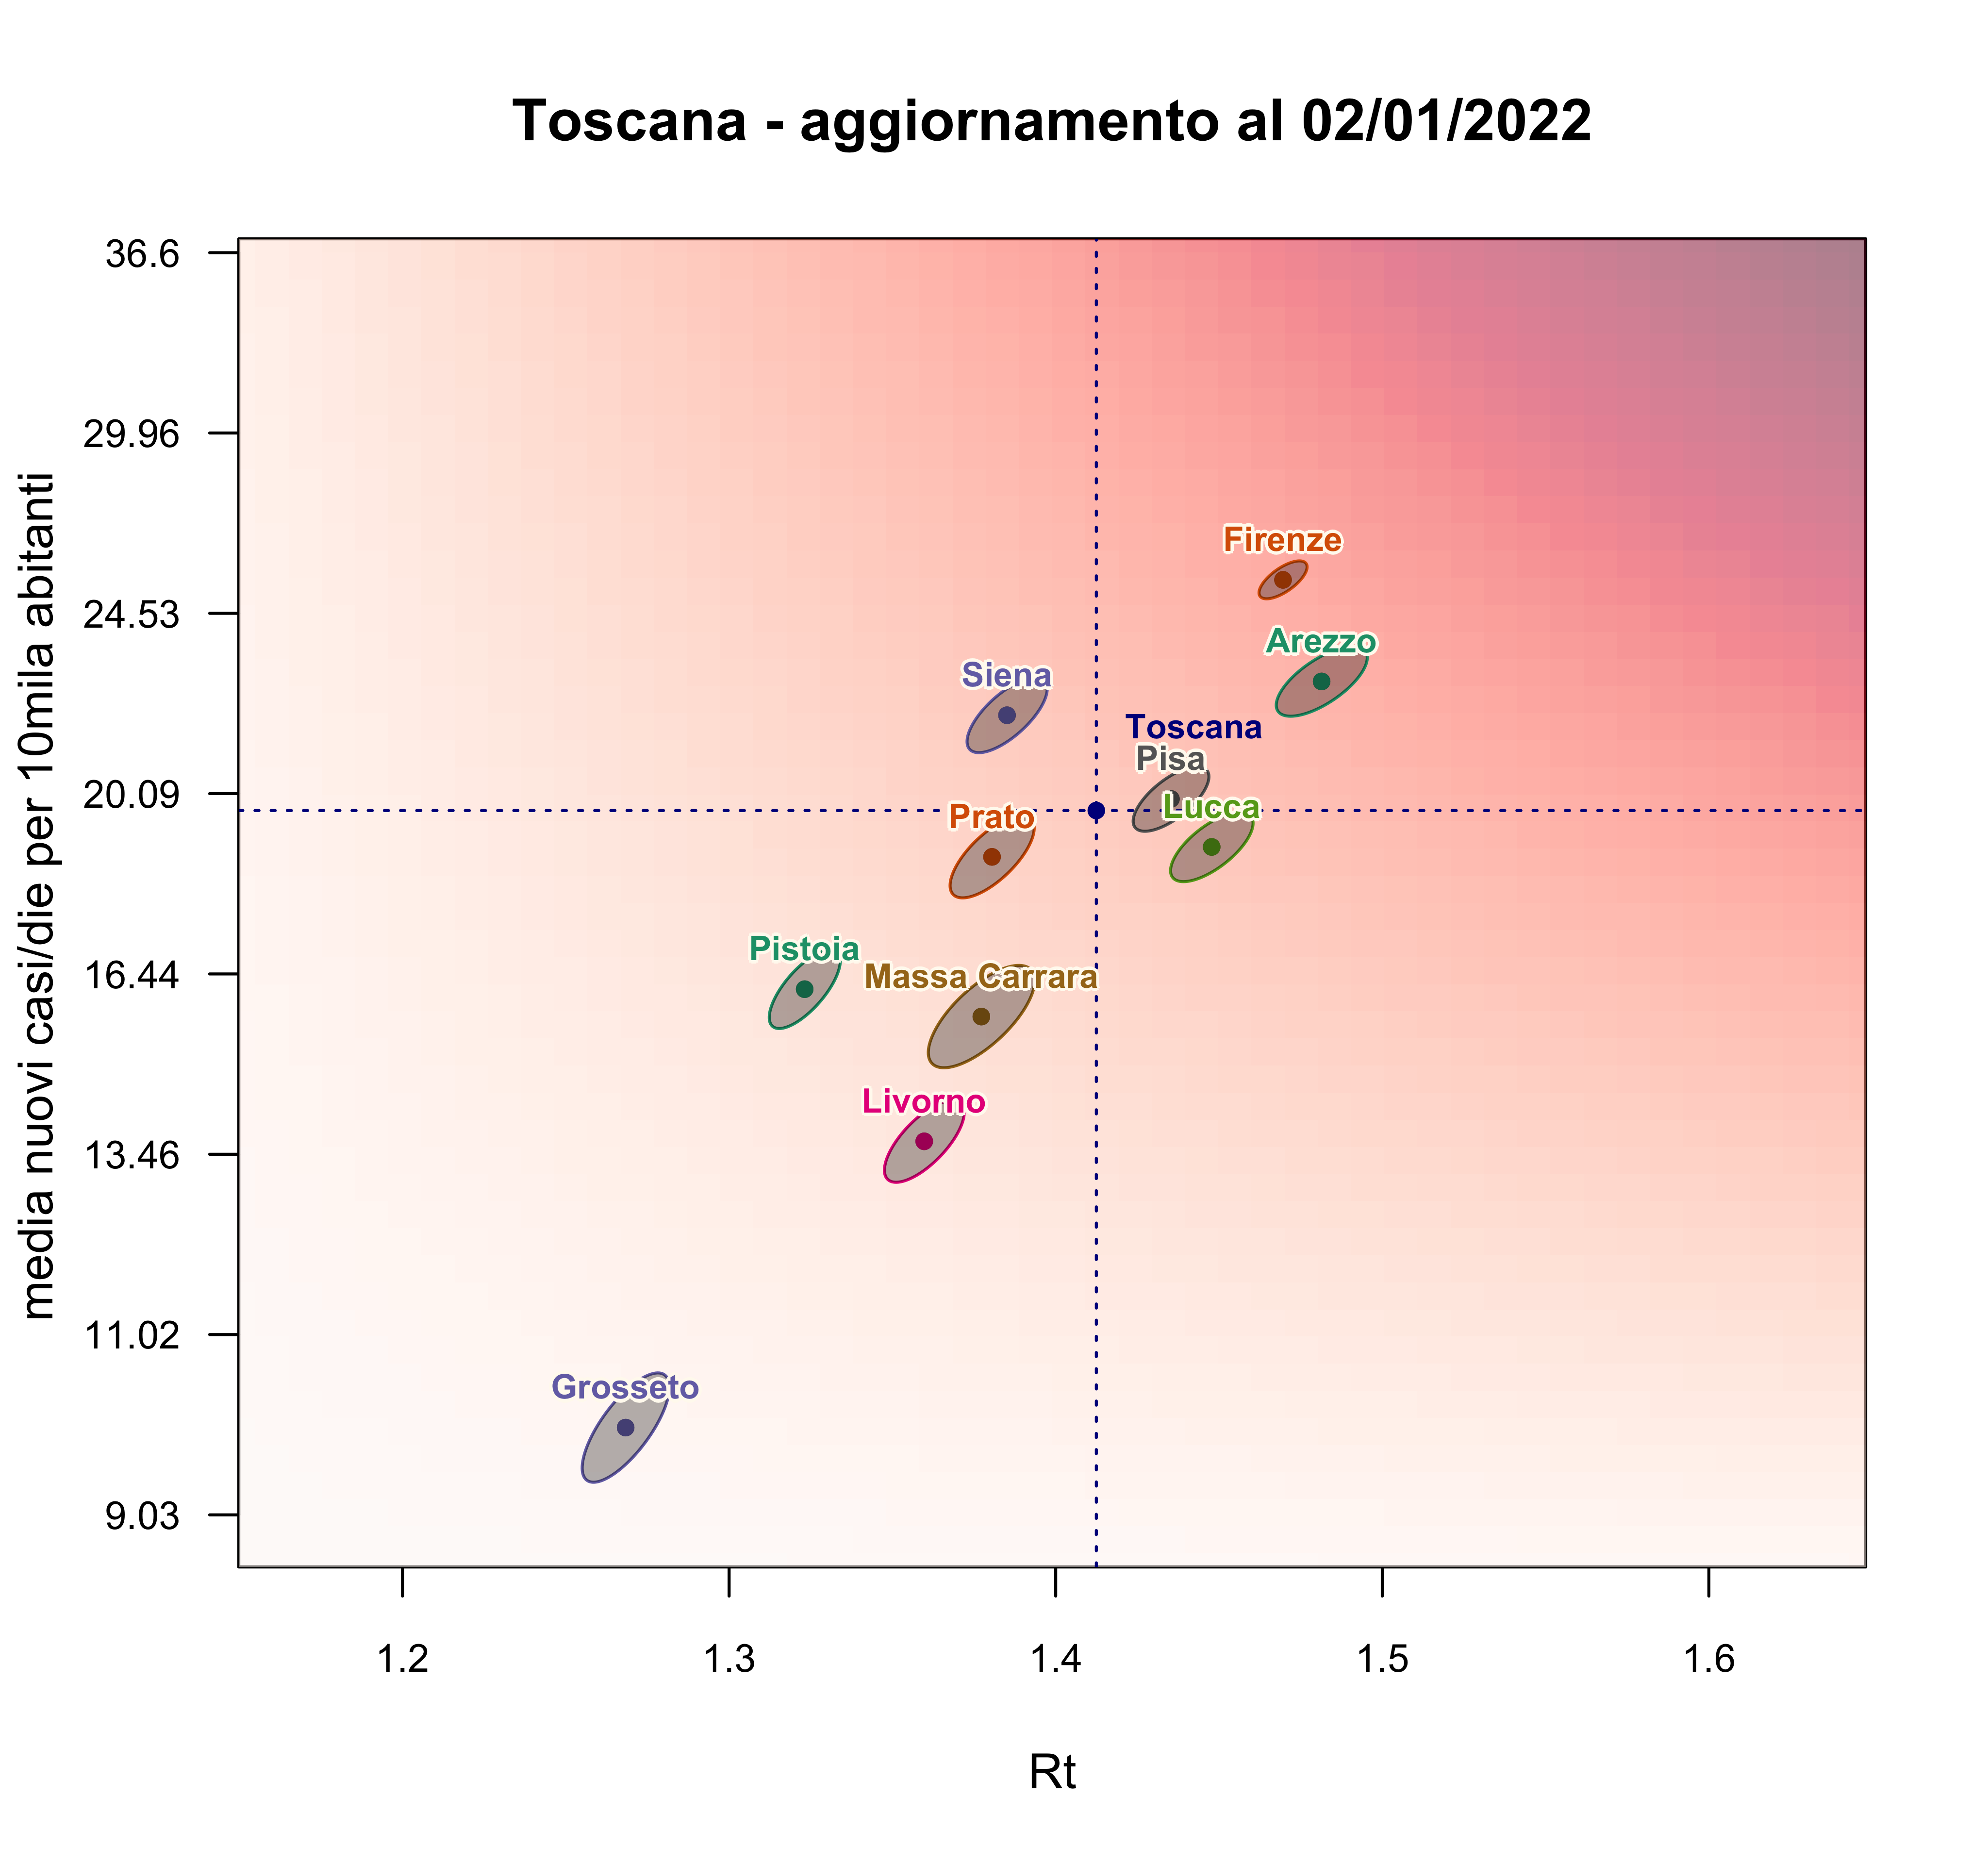 Toscana - aggiornamento al 02/01/2022
media nuovi casi/die per 10mila abitanti
36.6
29.96
24.53
20.09
16.44
13.46
11.02
9.03
Firenze
Arezzo
Siena
Toscana
Pisa
Lucca
Prato
Pistoia
Massa Carrara
Livorno
Grosseto
1.2
1.3
1.4
1.5
1.6
Rt